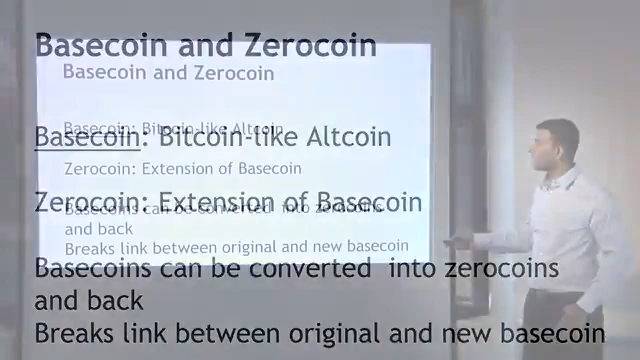 Basecoin and Zerocoin
Basecoin: Bitcoin-like Altcoin
Zerocoin: Extension of Basecoin
Basecoins can be converted into zerocoins
and back
Breaks link between original and new basecoin
Basecoin and Zerocoin
Basecoin: Bitcoin-like Altcoin
Zerocoin: Extension of Basecoin
Basecoins can be converted into zerocoins
and back
Breaks link between original and new basecoin